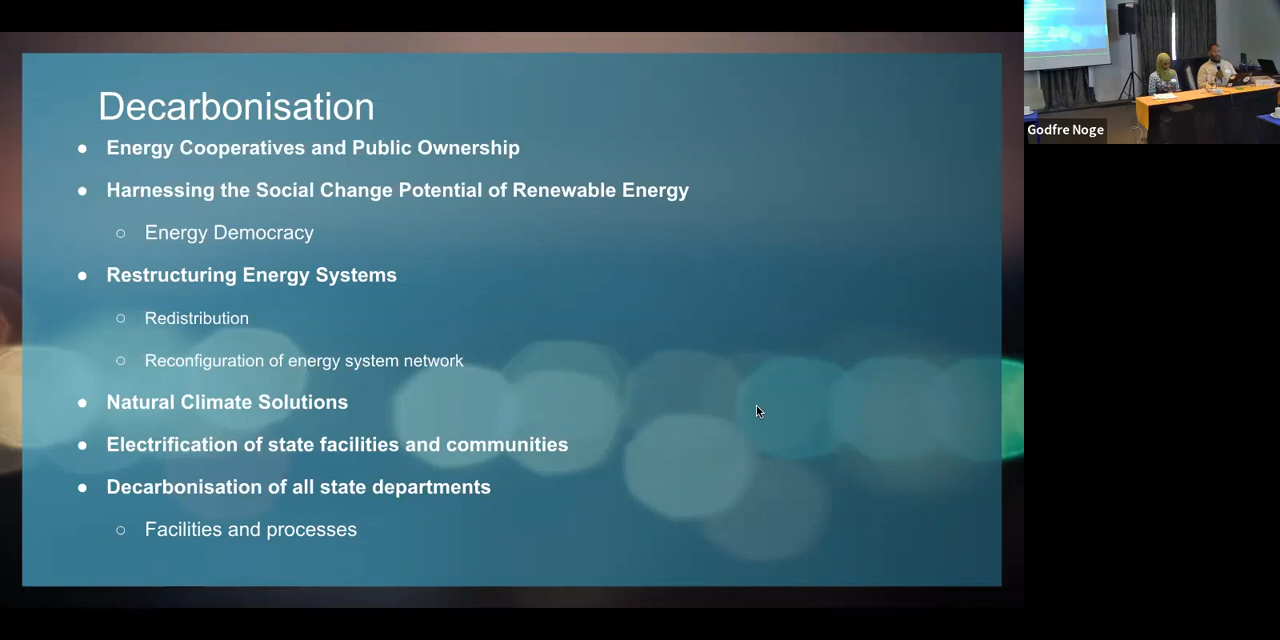 Decarbonisation
● Energy Cooperatives and Public Ownership
● Harnessing the Social Change Potential of Renewable Energy
○ Energy Democracy
● Restructuring Energy Systems
○ Redistribution
○ Reconfiguration of energy system network
● Natural Climate Solutions
● Electrification of state facilities and communities
● Decarbonisation of all state departments
○ Facilities and processes
Godfre Noge